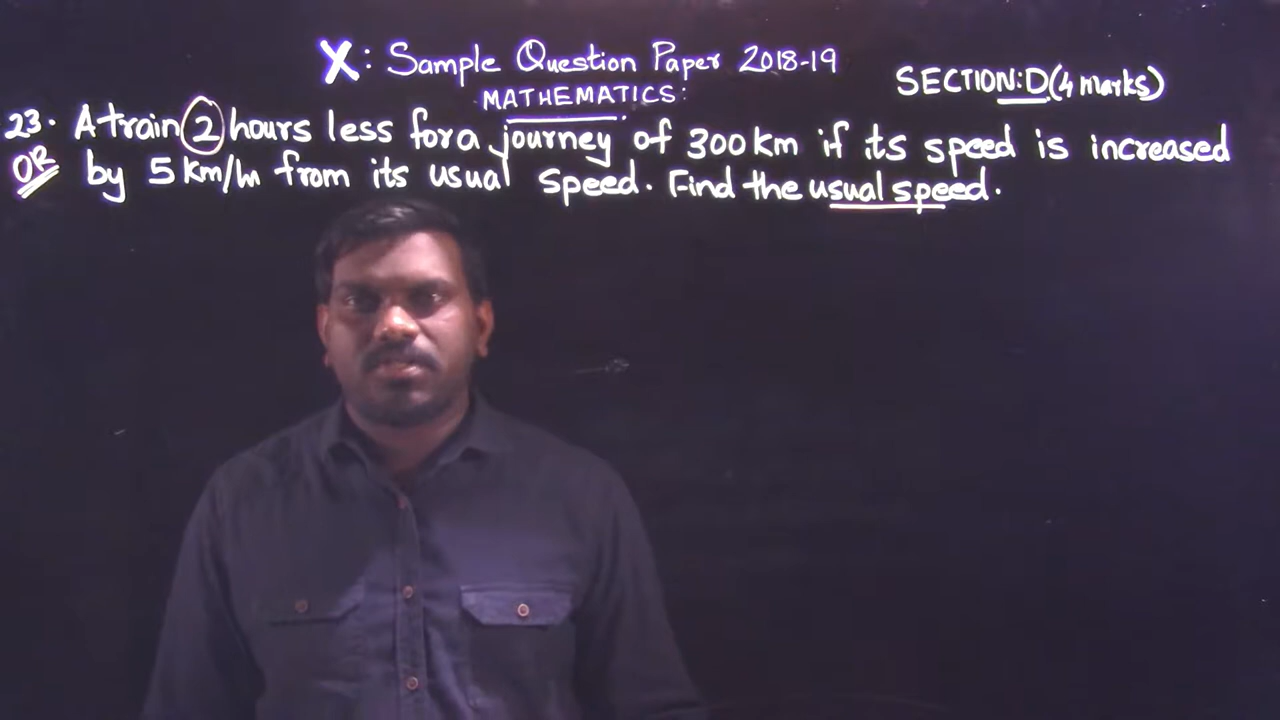 X: Sample Question Paper 2018-19
MATHEMATICS:
SECTION:D(4 marks)
23. A train 2 hours less for a journey of 300 km if its speed is increased
OR by 5 km/hr from its usual speed. Find the usual speed.